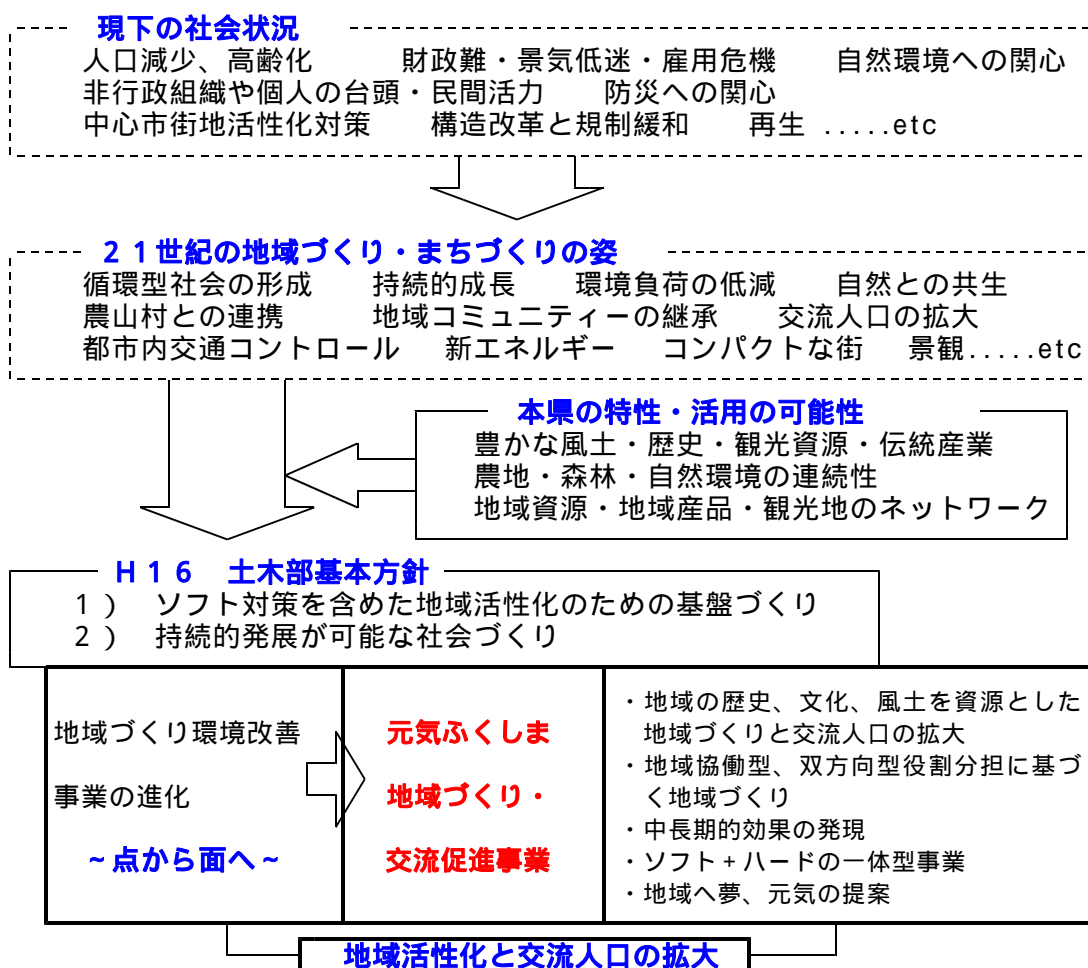 現下の社会状況
人口減少、高齢化　財政難・景気低迷・雇用危機　自然環境への関心
非行政組織や個人の台頭・民間活力　防災への関心
中心市街地活性化対策　構造改革と規制緩和　再生 .....etc
２１世紀の地域づくり・まちづくりの姿
循環型社会の形成　持続的成長　環境負荷の低減　自然との共生
農山村との連携　地域コミュニティーの継承　交流人口の拡大
都市内交通コントロール　新エネルギー　コンパクトな街　景観.....etc
本県の特性・活用の可能性
豊かな風土・歴史・観光資源・伝統産業
農地・森林・自然環境の連続性
地域資源・地域産品・観光地のネットワーク
Ｈ１６　土木部基本方針
１）　ソフト対策を含めた地域活性化のための基盤づくり
２）　持続的発展が可能な社会づくり
地域づくり環境改善
事業の進化
～点から面へ～
元気ふくしま
地域づくり・
交流促進事業
・地域の歴史、文化、風土を資源とした
地域づくりと交流人口の拡大
・地域協働型、双方向型役割分担に基づ
く地域づくり
・中長期的効果の発現
・ソフト＋ハードの一体型事業
・地域へ夢、元気の提案
地域活性化と交流人口の拡大